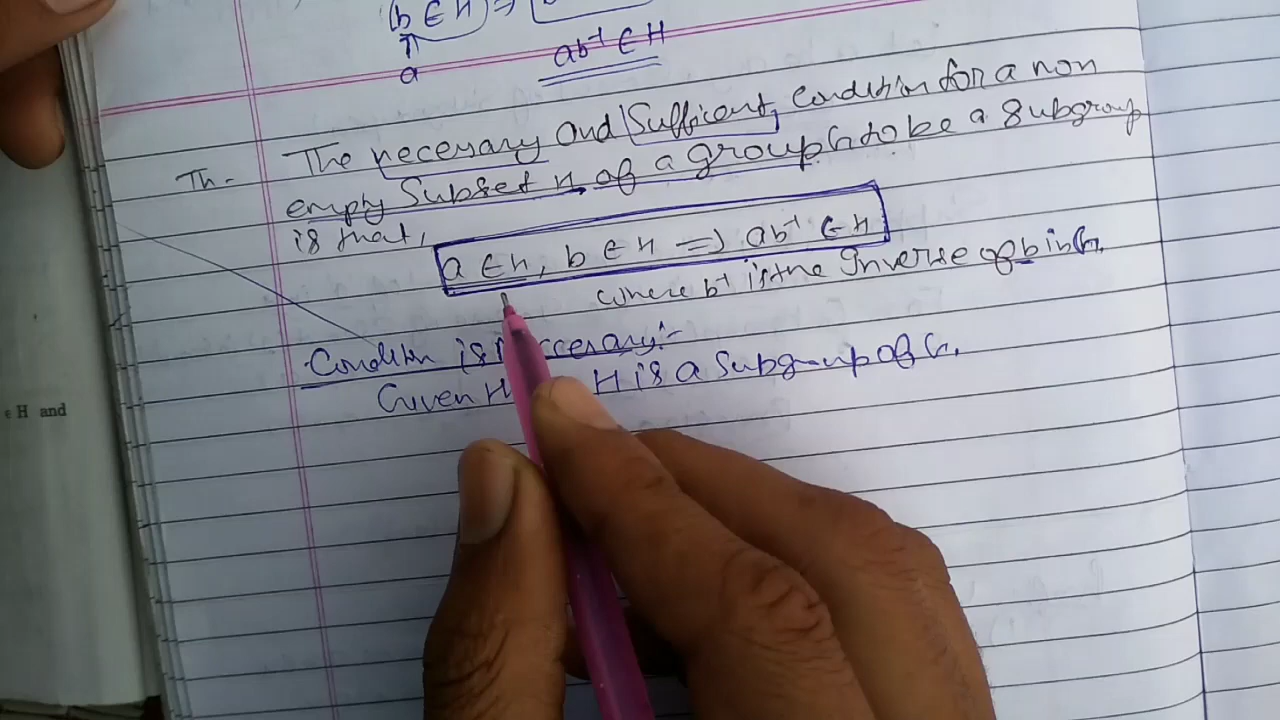 (b ∈ H) ⇒
a
ab⁻¹ ∈ H
Th - The necessary and Sufficient, Condition for a non
empty Subset H of a group G to be a Subgroup
is that,
a ∈ H, b ∈ H ⇒ ab⁻¹ ∈ H
where b⁻¹ is the Inverse of b in G.
Condition is :-
Given H is a Subgroup of G.
∈ H and